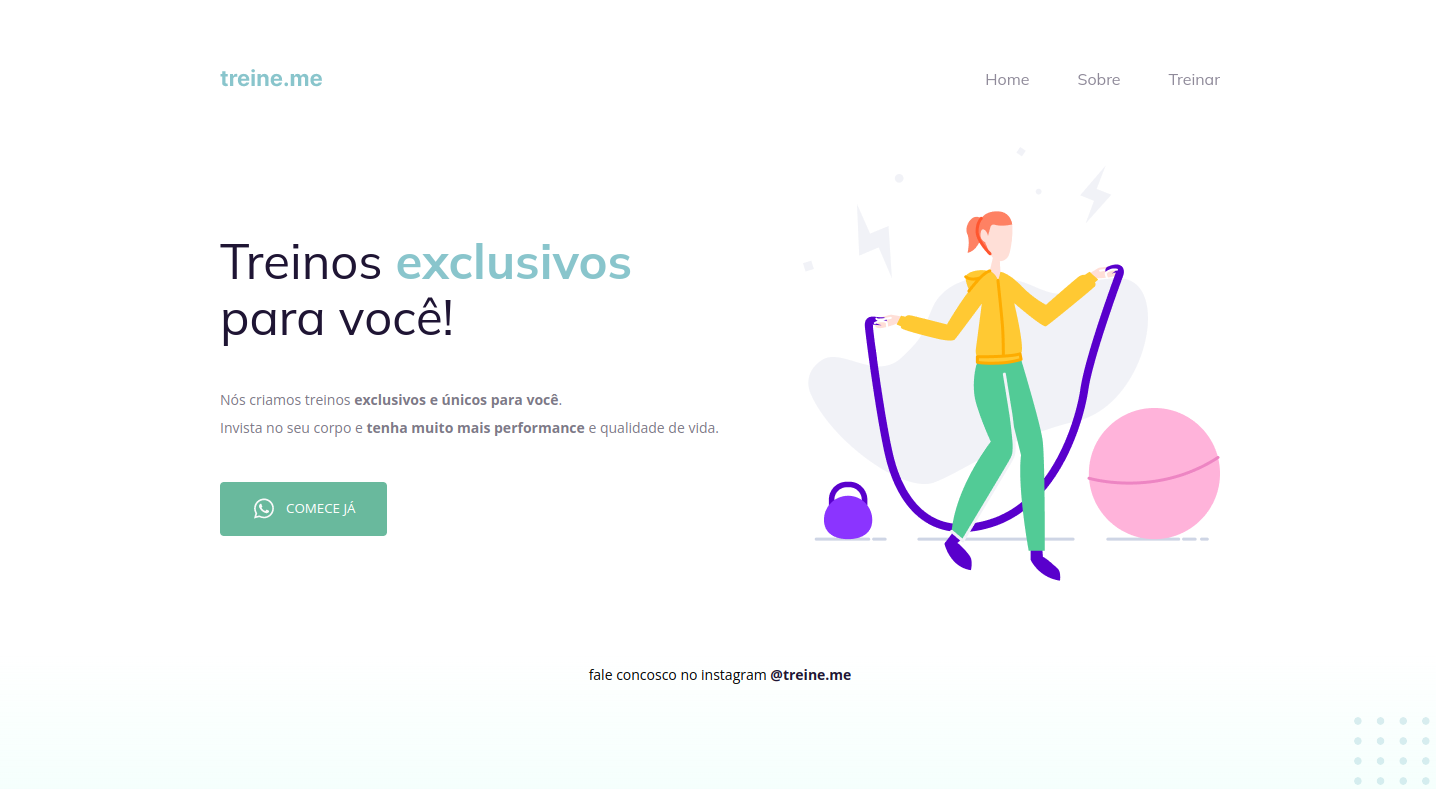 treine.me
Home Sobre Treinar
Treinos exclusivos
para você!
Nós criamos treinos exclusivos e únicos para você.
Invista no seu corpo e tenha muito mais performance e qualidade de vida.
COMECE JÁ
fale concosco no instagram @treine.me